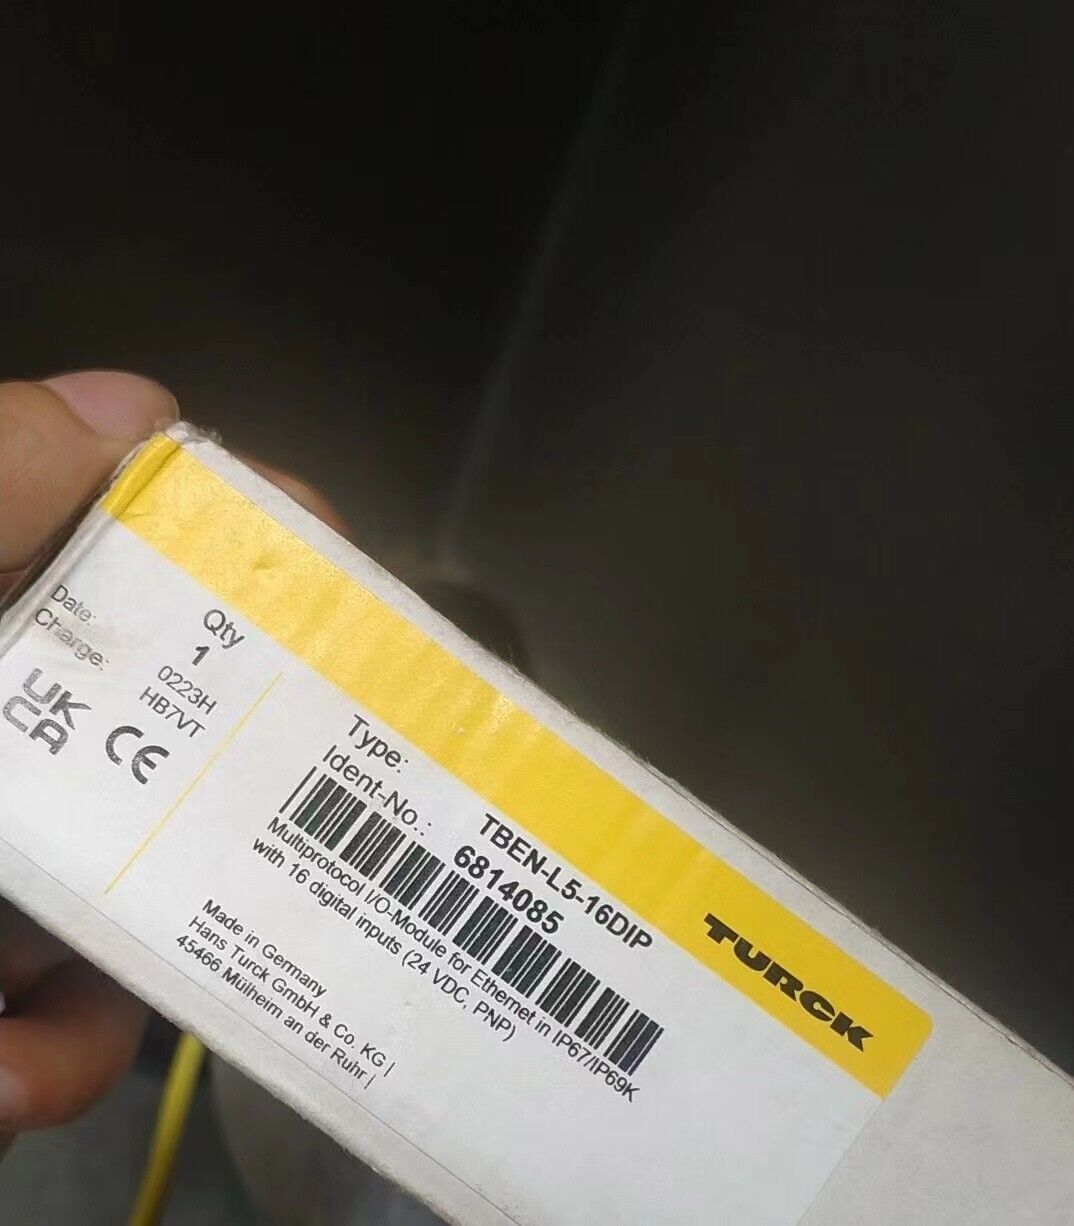 TURCK
Type: TBEN-L5-16DIP
Ident-No.: 6814085
Multiprotocol I/O-Module for Ethernet in IP67/IP69K
with 16 digital inputs (24 VDC, PNP)
Made in Germany
Hans Turck GmbH & Co. KG |
45466 Mülheim an der Ruhr |
Qty
1
Date: 0223H
Charge: HB7VT
UK
CA
CE